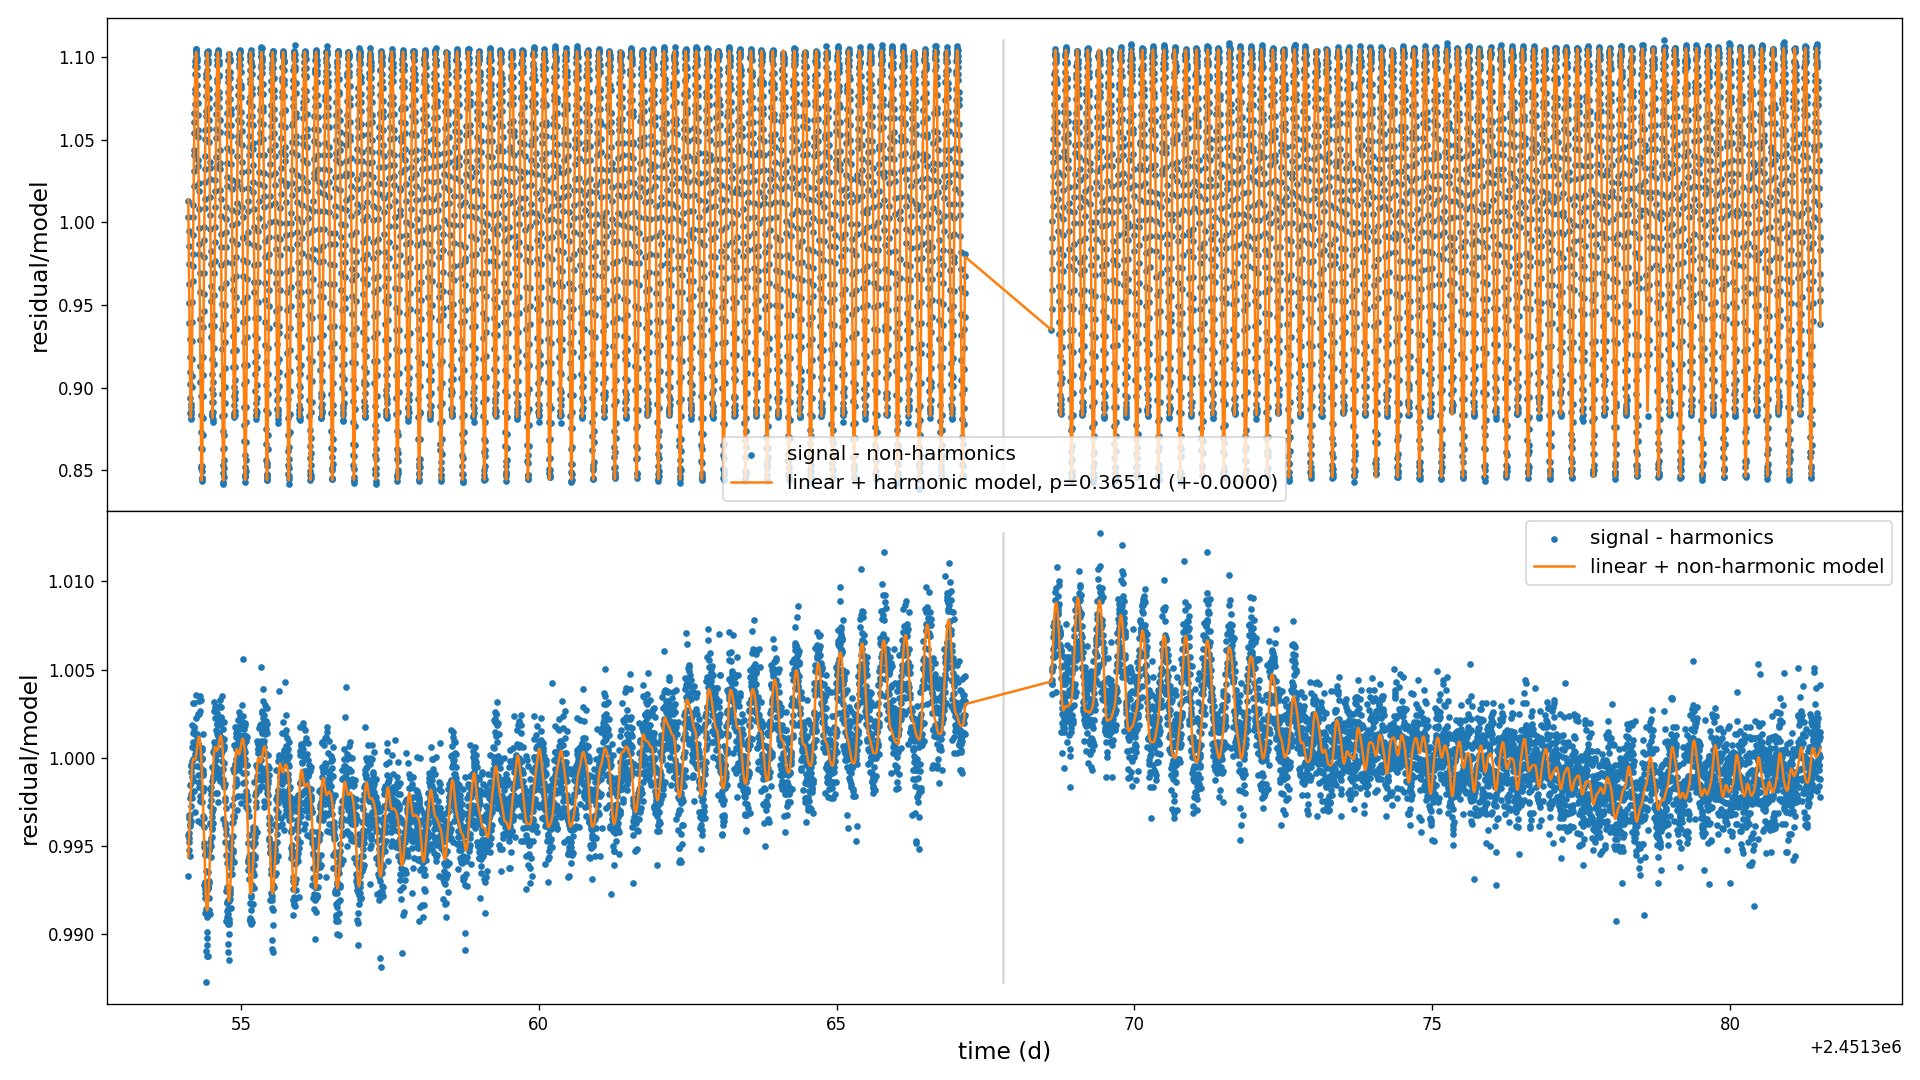 1.10
1.05
1.00
0.95
0.90
0.85
residual/model
signal - non-harmonics
linear + harmonic model, p=0.3651d (+-0.0000)
signal - harmonics
linear + non-harmonic model
1.010
1.005
1.000
0.995
0.990
residual/model
55
60
65
70
75
80
time (d)
+2.4513e6